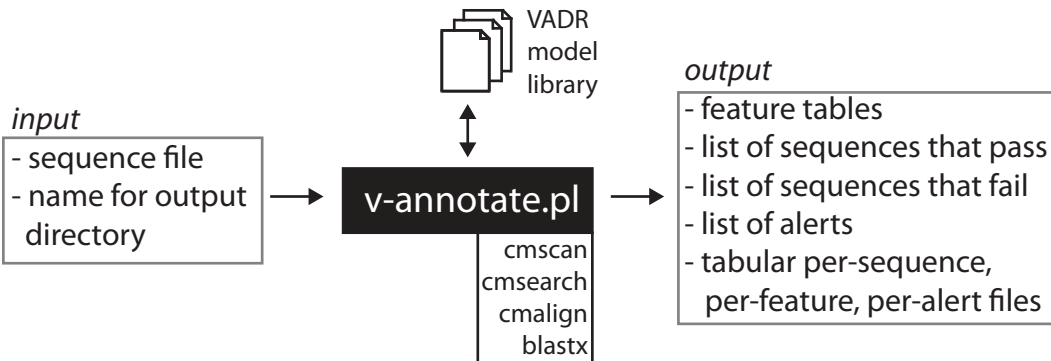 input
- sequence file
- name for output
directory
VADR
model
library
v-annotate.pl
cmscan
cmsearch
cmalign
blastx
output
- feature tables
- list of sequences that pass
- list of sequences that fail
- list of alerts
- tabular per-sequence,
per-feature, per-alert files